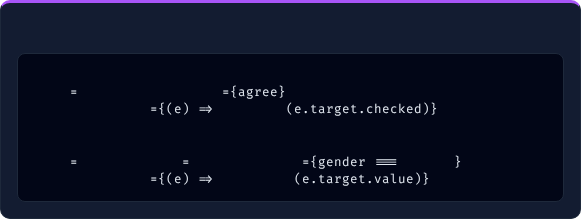 = ={agree}
={(e) => (e.target.checked)}
= = ={gender === }
={(e) => (e.target.value)}